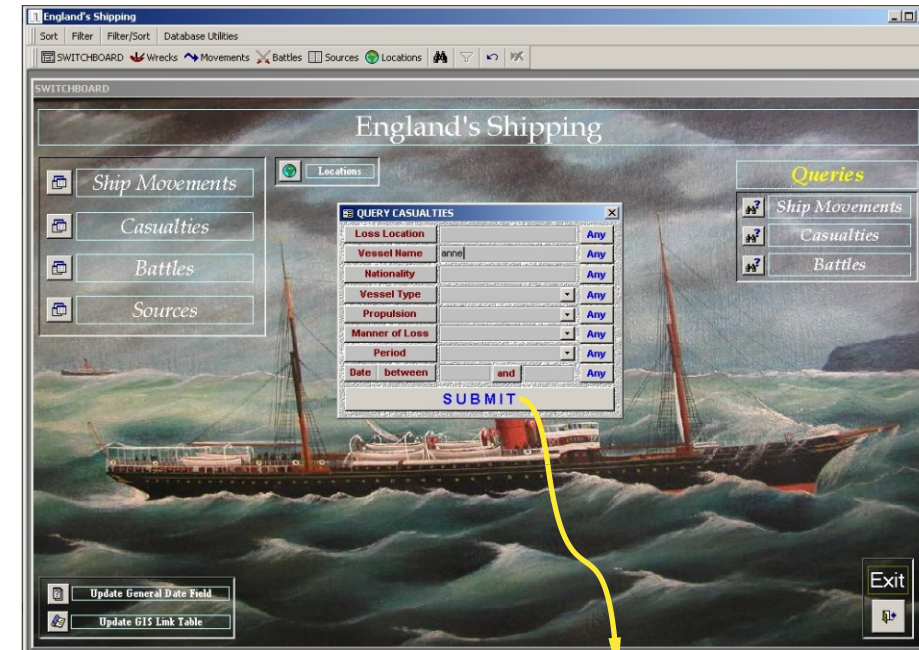 England's Shipping
Sort Filter Filter/Sort Database Utilities
SWITCHBOARD Wrecks Movements Battles Sources Locations
SWITCHBOARD
England's Shipping
Ship Movements
Casualties
Battles
Sources
Locations
Queries
Ship Movements
Casualties
Battles
QUERY CASUALTIES
Loss Location Any
Vessel Name anne Any
Nationality Any
Vessel Type Any
Propulsion Any
Manner of Loss Any
Period Any
Date between and Any
SUBMIT
Update General Date Field
Update GIS Link Table
Exit